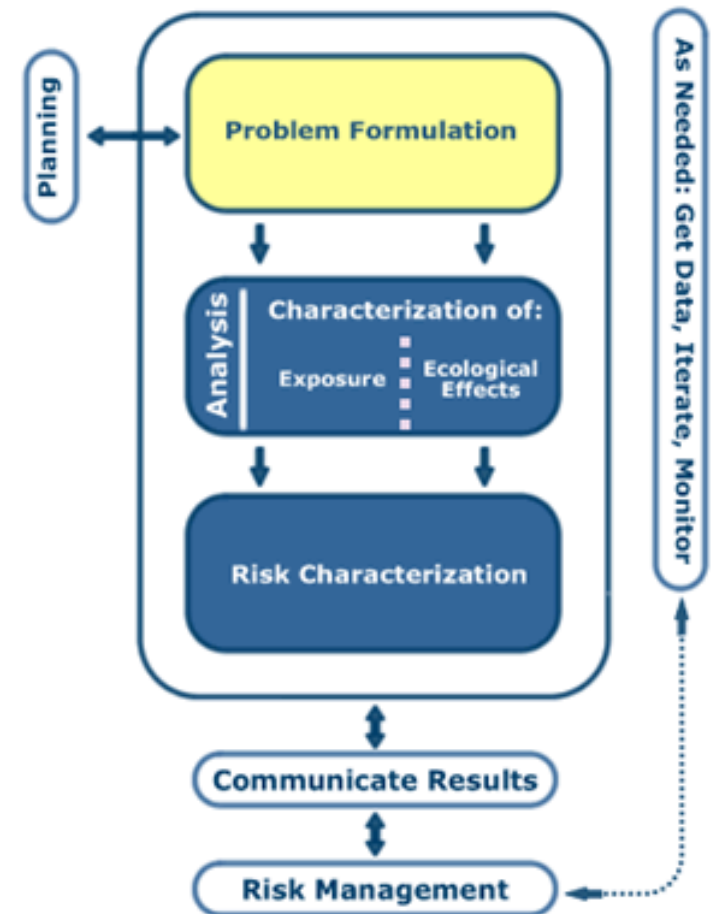 Planning
Problem Formulation
As Needed: Get Data, Iterate, Monitor
Analysis
Characterization of:
Exposure
Ecological
Effects
Risk Characterization
Communicate Results
Risk Management